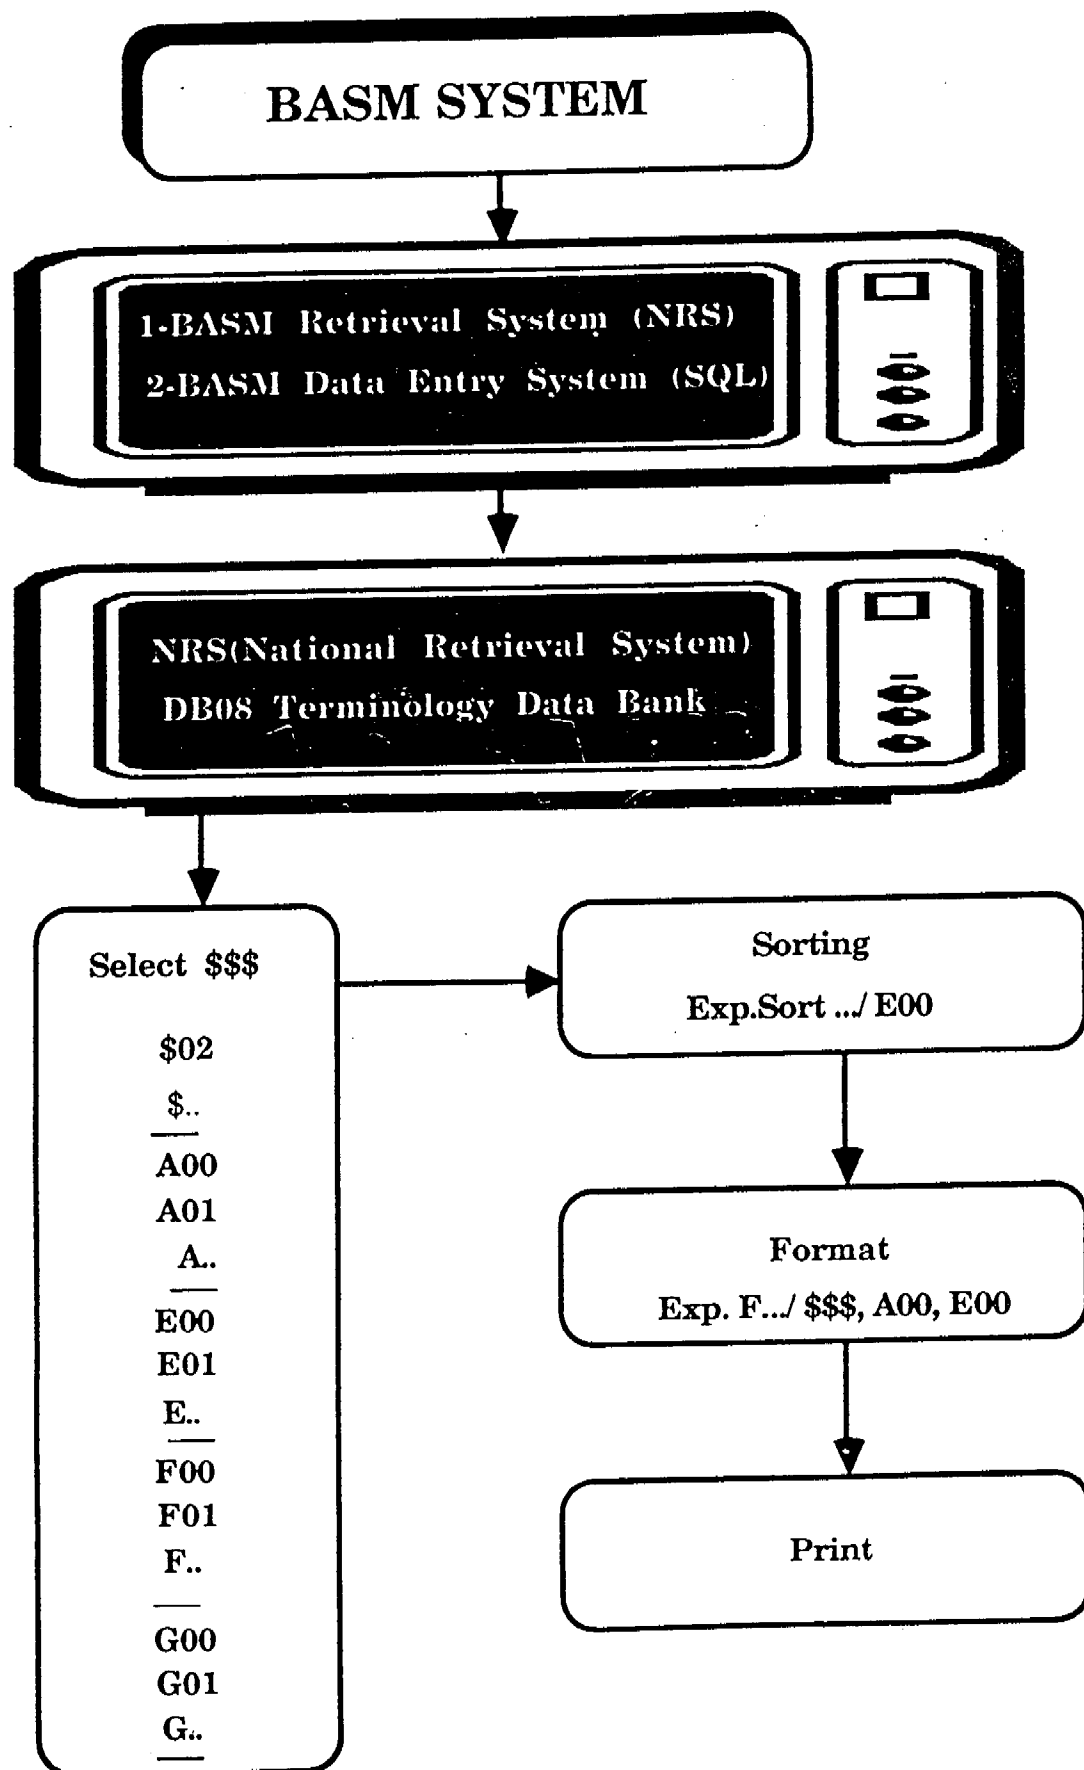 BASM SYSTEM
1-BASM Retrieval System (NRS)
2-BASM Data Entry System (SQL)
NRS(National Retrieval System)
DB08 Terminology Data Bank
Select $$$
$02
$..
A00
A01
A..
E00
E01
E..
F00
F01
F..
G00
G01
G..
Sorting
Exp.Sort .../ E00
Format
Exp. F.../ $$$, A00, E00
Print